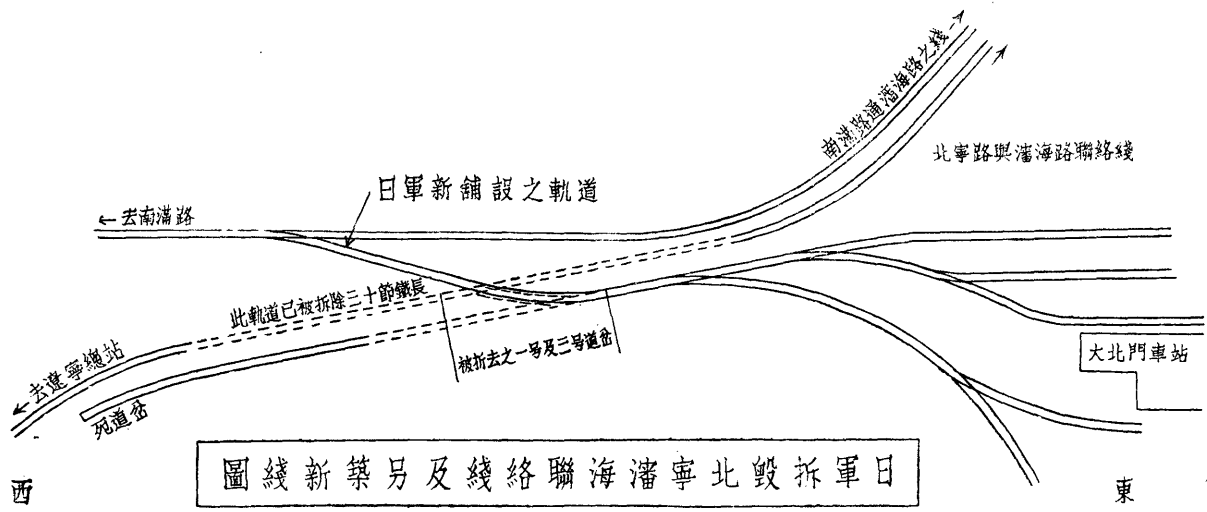 南滿路通瀋海路之綫
北寧路與瀋海路聯絡綫
日軍新舖設之軌道
去南滿路
此軌道已被拆除三十節鐵長
被拆去之一号及三号道岔
大北門車站
去遼寧總站
死道岔
日軍拆毀北寧瀋海聯絡綫及另築新綫圖
西
東